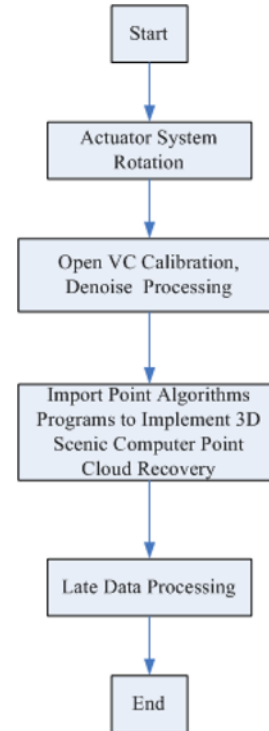 Start
Actuator System
Rotation
Open VC Calibration,
Denoise Processing
Import Point Algorithms
Programs to Implement 3D
Scenic Computer Point
Cloud Recovery
Late Data Processing
End